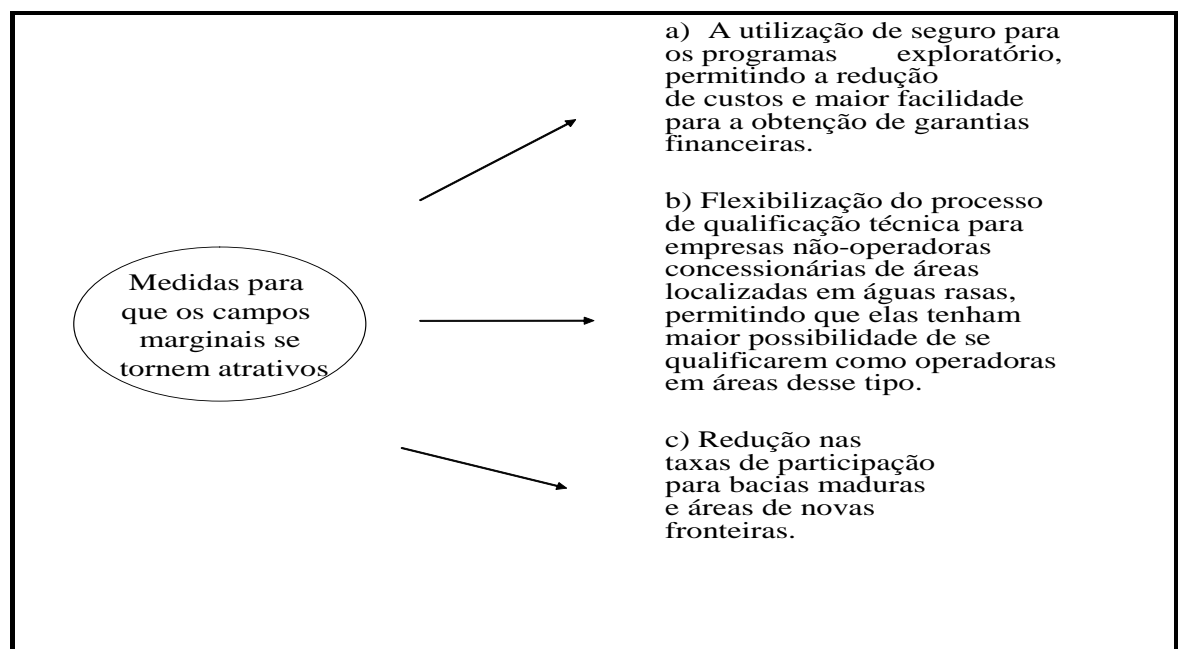 Medidas para
que os campos
marginais se
tornem atrativos
a) A utilização de seguro para
os programas exploratório,
permitindo a redução
de custos e maior facilidade
para a obtenção de garantias
financeiras.
b) Flexibilização do processo
de qualificação técnica para
empresas não-operadoras
concessionárias de áreas
localizadas em águas rasas,
permitindo que elas tenham
maior possibilidade de se
qualificarem como operadoras
em áreas desse tipo.
c) Redução nas
taxas de participação
para bacias maduras
e áreas de novas
fronteiras.